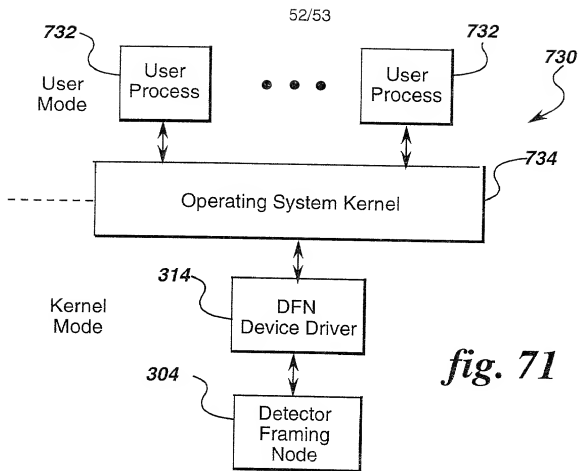 52/53
732
732
730
User
Process
User
Process
User
Mode
734
Operating System Kernel
314
Kernel
Mode
DFN
Device Driver
fig. 71
304
Detector
Framing
Node